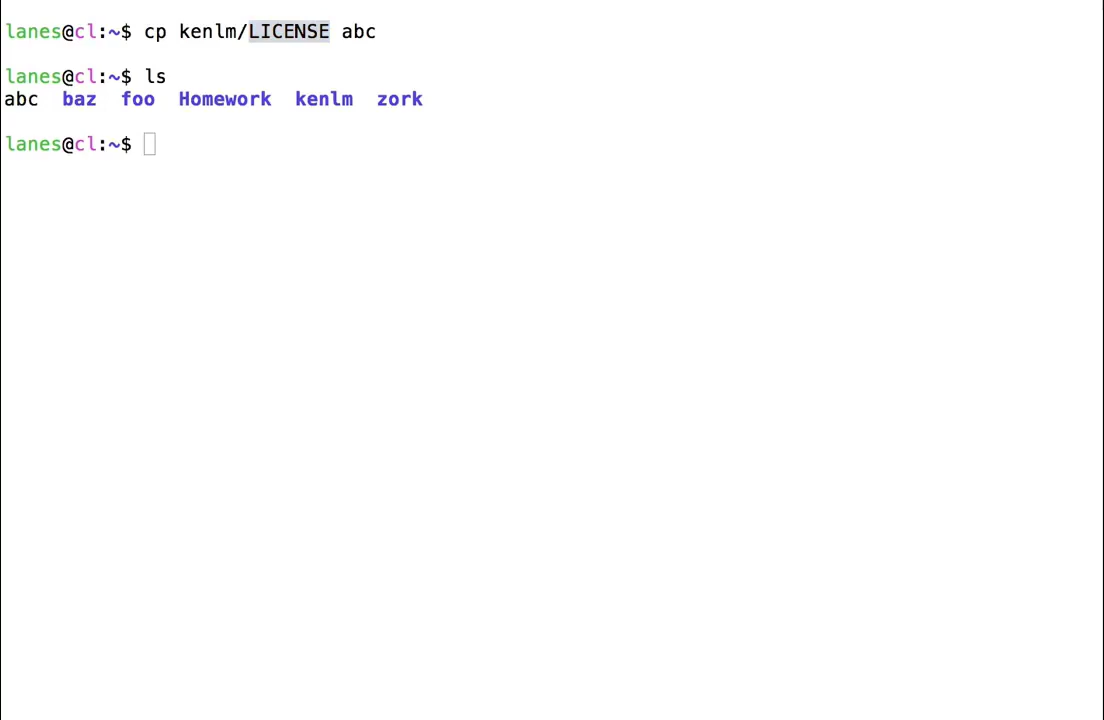 lanes@cl:~$ cp kenlm/LICENSE abc
lanes@cl:~$ ls
abc  baz  foo  Homework  kenlm  zork
lanes@cl:~$